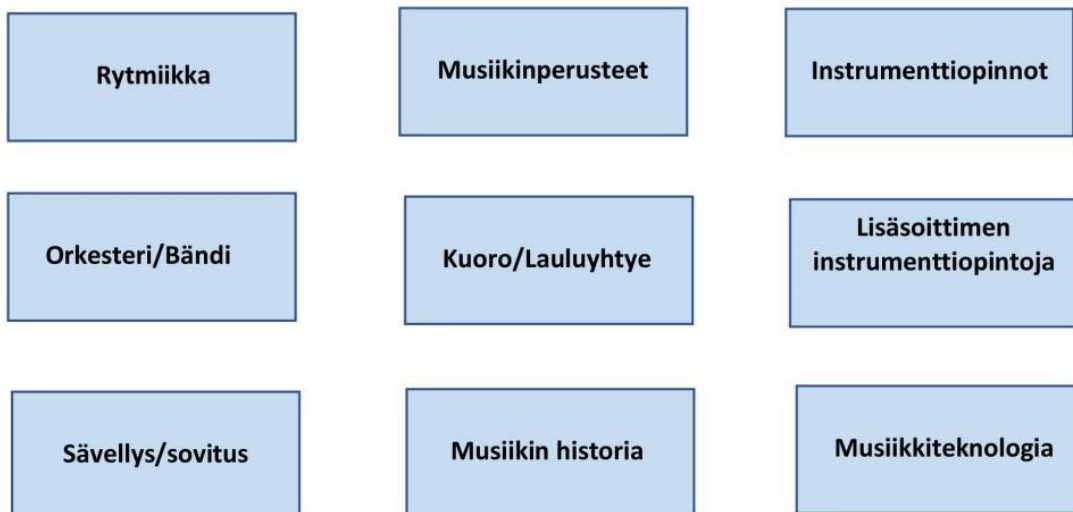 Rytmiikka
Musiikinperusteet
Instrumenttiopinnot
Orkesteri/Bändi
Kuoro/Lauluyhtye
Lisäsoittimen
instrumenttiopintoja
Sävellys/sovitus
Musiikin historia
Musiikkiteknologia